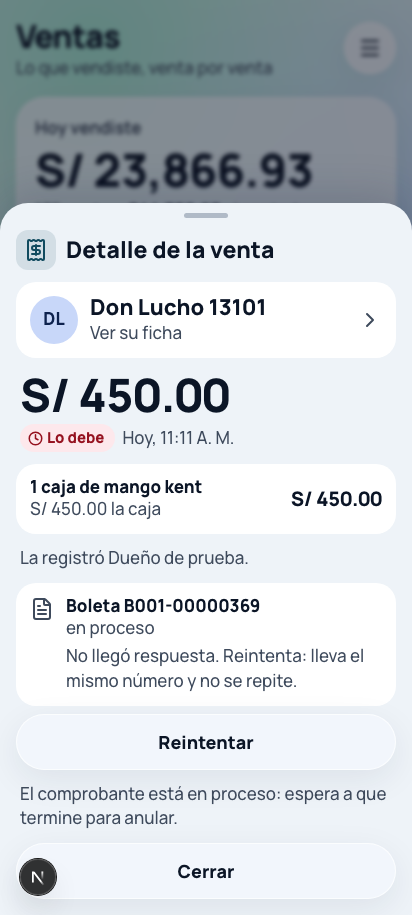 Ventas
Lo que vendiste, venta por venta
Hoy vendiste
S/ 23,866.93
Detalle de la venta
DL
Don Lucho 13101
Ver su ficha
S/ 450.00
Lo debe
Hoy, 11:11 A. M.
1 caja de mango kent
S/ 450.00 la caja
S/ 450.00
La registró Dueño de prueba.
Boleta B001-00000369
en proceso
No llegó respuesta. Reintenta: lleva el
mismo número y no se repite.
Reintentar
El comprobante está en proceso: espera a que
termine para anular.
N
Cerrar